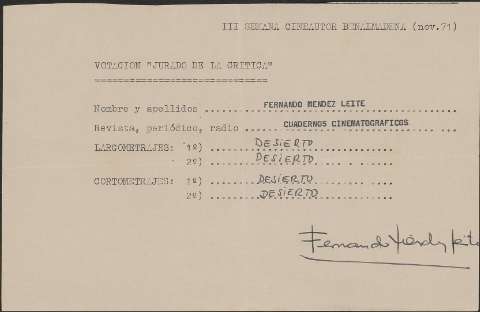 III SEMANA CINEAUTOR BENALMADENA (nov.71)
VOTACION "JURADO DE LA CRITICA"
==============================
Nombre y apellidos ..... FERNANDO MENDEZ LEITE
Revista, periódico, radio ..... CUADERNOS CINEMATOGRAFICOS
LARGOMETRAJES: 1º) DESIERTO
2º) DESIERTO
CORTOMETRAJES: 1º) DESIERTO
2º) DESIERTO
Fernando Méndez Leite